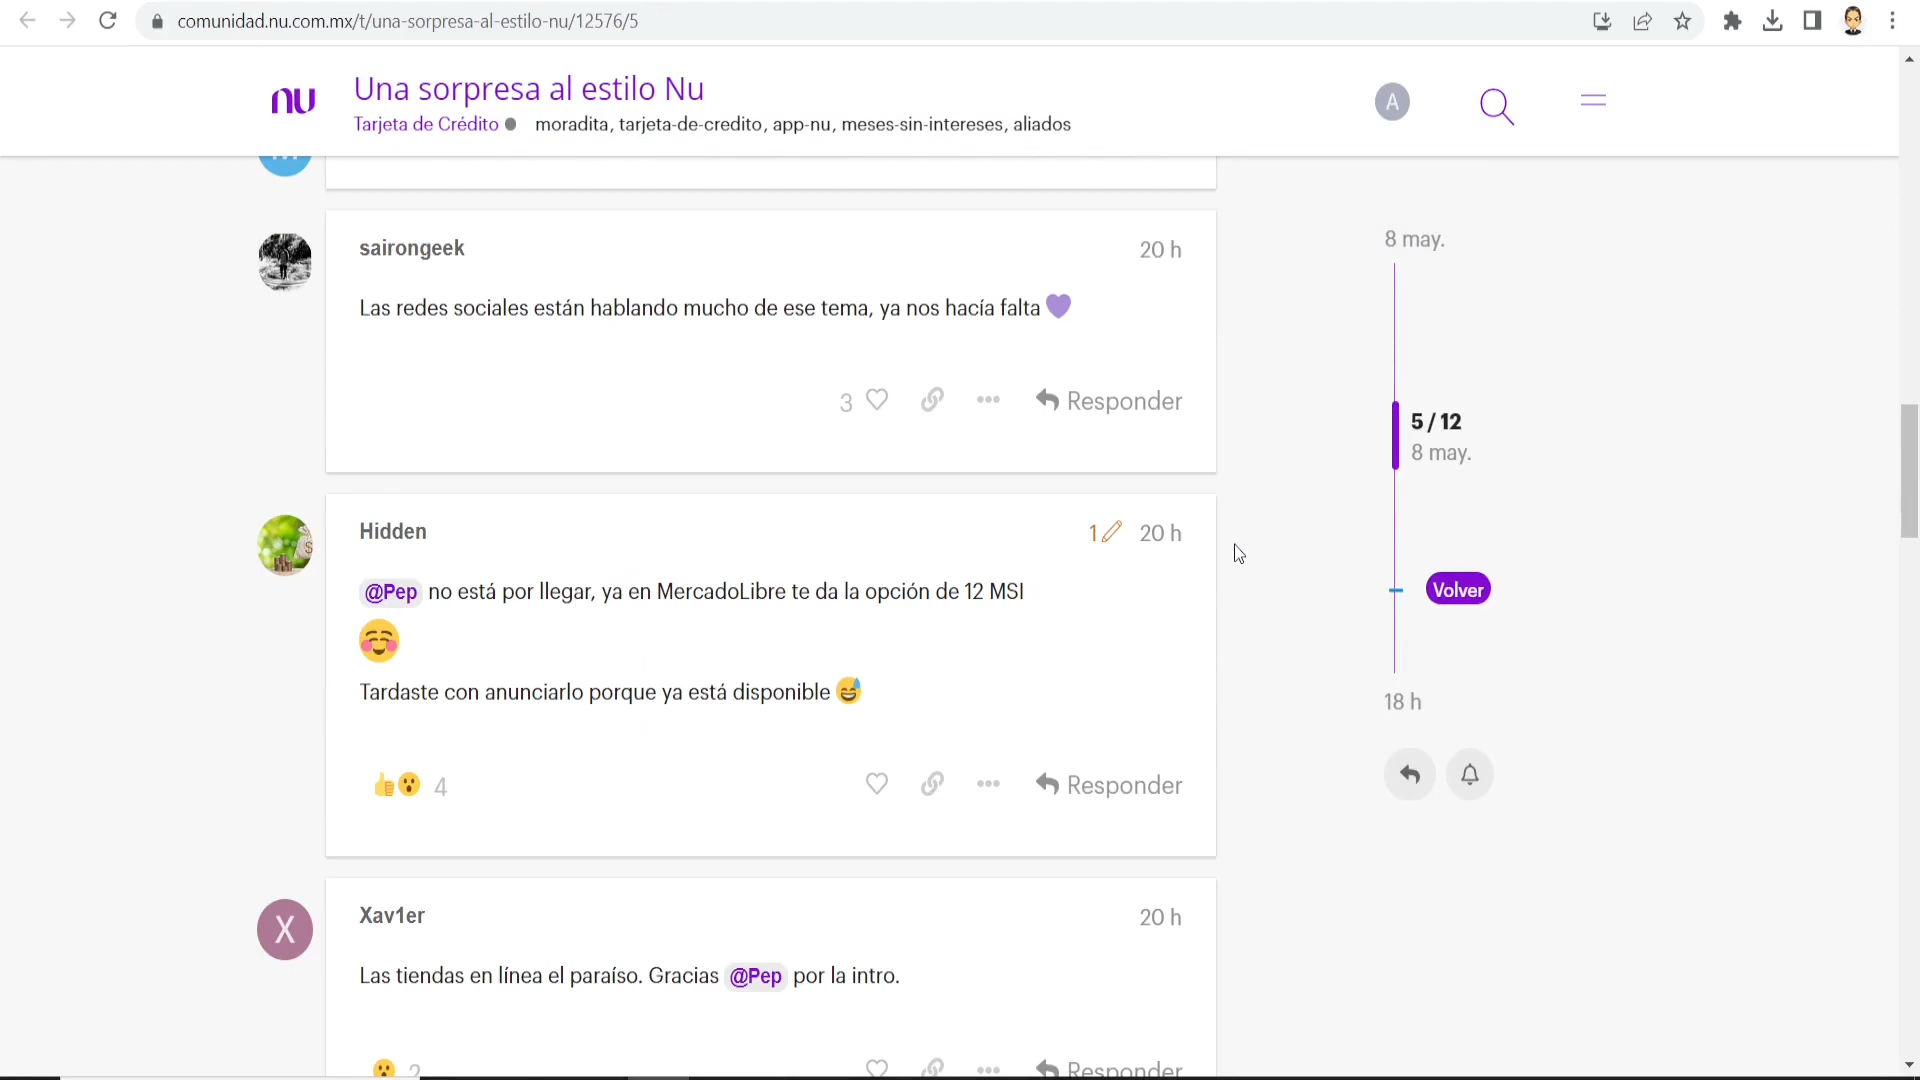 comunidad.nu.com.mx/t/una-sorpresa-al-estilo-nu/12576/5
nu
Una sorpresa al estilo Nu
Tarjeta de Crédito moradita, tarjeta-de-credito, app-nu, meses-sin-intereses, aliados
A
sairongeek
20 h
Las redes sociales están hablando mucho de ese tema, ya nos hacía falta
3
Responder
8 may.
5 / 12
8 may.
Volver
18 h
Hidden
1
20 h
@Pep no está por llegar, ya en MercadoLibre te da la opción de 12 MSI
Tardaste con anunciarlo porque ya está disponible
4
Responder
X
Xav1er
20 h
Las tiendas en línea el paraíso. Gracias @Pep por la intro.
2
Responder